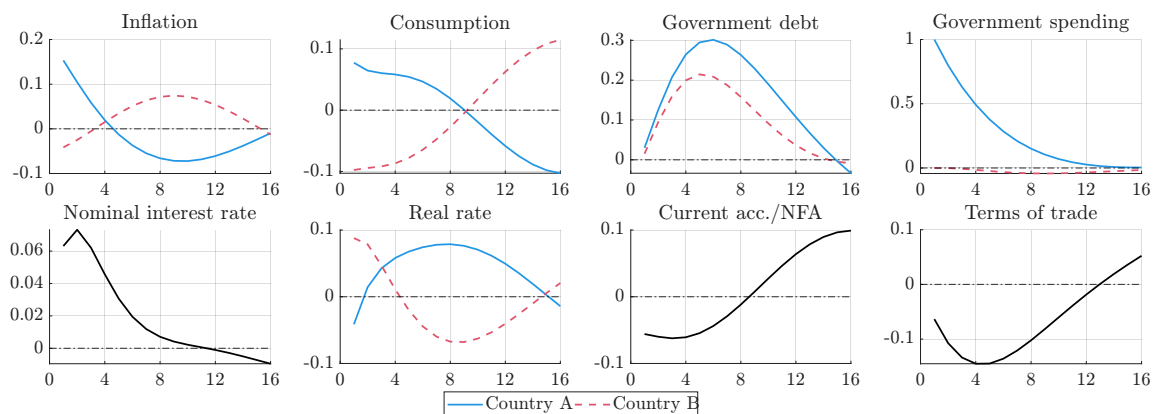 Inflation
0.2
0.1
0
-0.1
0 4 8 12 16
Consumption
0.1
0
-0.1
0 4 8 12 16
Government debt
0.3
0.2
0.1
0
0 4 8 12 16
Government spending
1
0.5
0
0 4 8 12 16
Nominal interest rate
0.06
0.04
0.02
0
0 4 8 12 16
Real rate
0.1
0
-0.1
0 4 8 12 16
Current acc./NFA
0.1
0
-0.1
0 4 8 12 16
Terms of trade
0.1
0
-0.1
0 4 8 12 16
Country A Country B